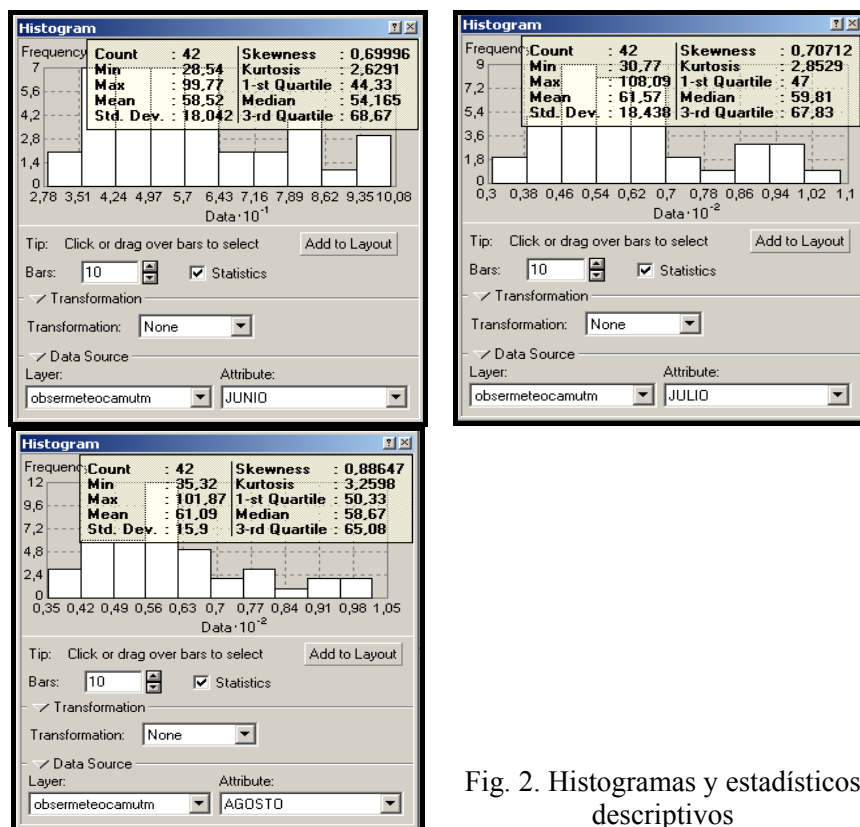 Histogram
Frequency
Count : 42 Skewness : 0,69996
Min : 28,54 Kurtosis : 2,6291
Max : 99,77 1-st Quartile : 44,33
Mean : 58,52 Median : 54,165
Std. Dev. : 18,042 3-rd Quartile : 68,67
7
5,6
4,2
2,8
1,4
0
2,78 3,51 4,24 4,97 5,7 6,43 7,16 7,89 8,62 9,35 10,08
Data·10⁻¹
Tip: Click or drag over bars to select Add to Layout
Bars: 10 Statistics
Transformation
Transformation: None
Data Source
Layer: Attribute:
obsermeteocamutm JUNIO
Histogram
Frequenc
Count : 42 Skewness : 0,70712
Min : 30,77 Kurtosis : 2,8529
Max : 108,09 1-st Quartile : 47
Mean : 61,57 Median : 59,81
Std. Dev. : 18,438 3-rd Quartile : 67,83
9
7,2
5,4
3,6
1,8
0
0,3 0,38 0,46 0,54 0,62 0,7 0,78 0,86 0,94 1,02 1,1
Data·10⁻²
Tip: Click or drag over bars to select Add to Layout
Bars: 10 Statistics
Transformation
Transformation: None
Data Source
Layer: Attribute:
obsermeteocamutm JULIO
Histogram
Frequenc
Count : 42 Skewness : 0,88647
Min : 35,32 Kurtosis : 3,2598
Max : 101,87 1-st Quartile : 50,33
Mean : 61,09 Median : 58,67
Std. Dev. : 15,9 3-rd Quartile : 65,08
12
9,6
7,2
4,8
2,4
0
0,35 0,42 0,49 0,56 0,63 0,7 0,77 0,84 0,91 0,98 1,05
Data·10⁻²
Tip: Click or drag over bars to select Add to Layout
Bars: 10 Statistics
Transformation
Transformation: None
Data Source
Layer: Attribute:
obsermeteocamutm AGOSTO
Fig. 2. Histogramas y estadísticos
descriptivos